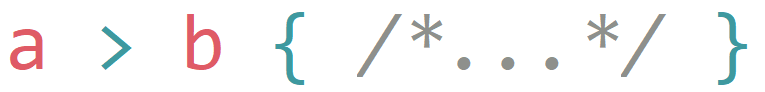 a > b { /*...*/ }